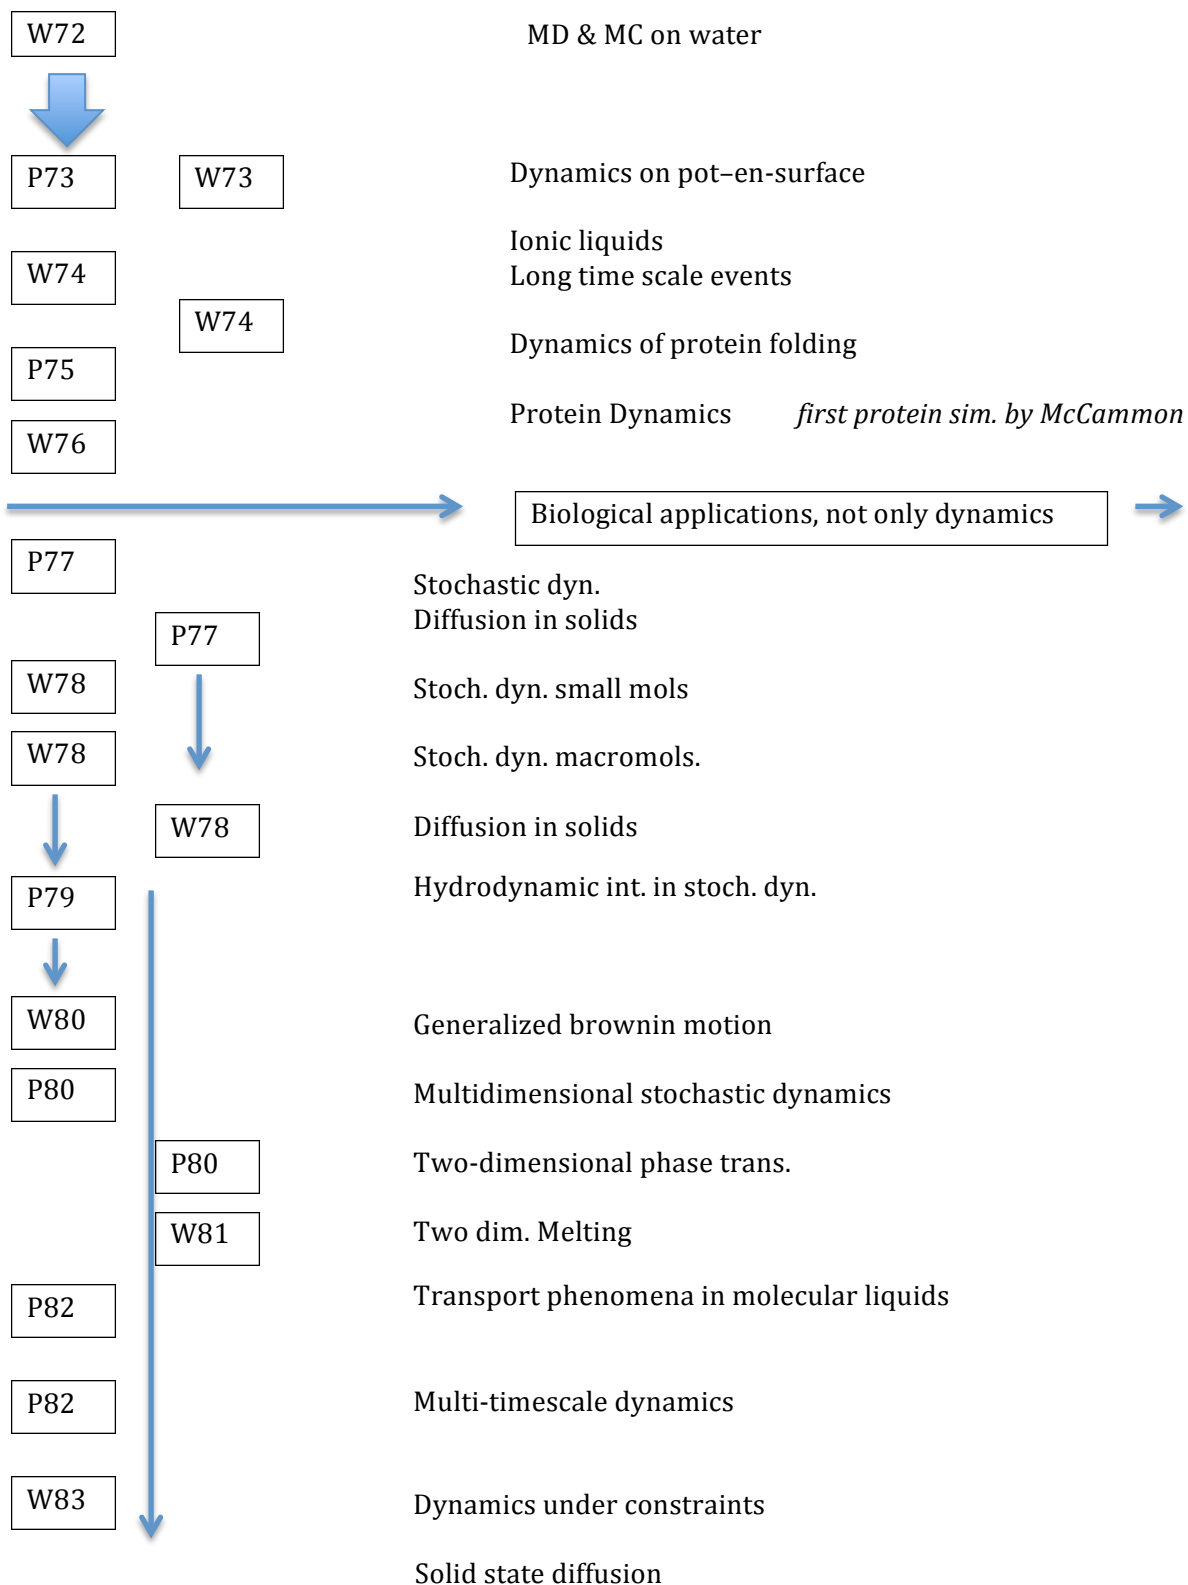 W72 MD & MC on water
P73 W73 Dynamics on pot–en-surface
Ionic liquids
W74 Long time scale events
W74
Dynamics of protein folding
P75
Protein Dynamics first protein sim. by McCammon
W76
Biological applications, not only dynamics
P77
Stochastic dyn.
Diffusion in solids
P77
W78 Stoch. dyn. small mols
W78 Stoch. dyn. macromols.
W78 Diffusion in solids
P79 Hydrodynamic int. in stoch. dyn.
W80 Generalized brownin motion
P80 Multidimensional stochastic dynamics
P80 Two-dimensional phase trans.
W81 Two dim. Melting
P82 Transport phenomena in molecular liquids
P82 Multi-timescale dynamics
W83 Dynamics under constraints
Solid state diffusion